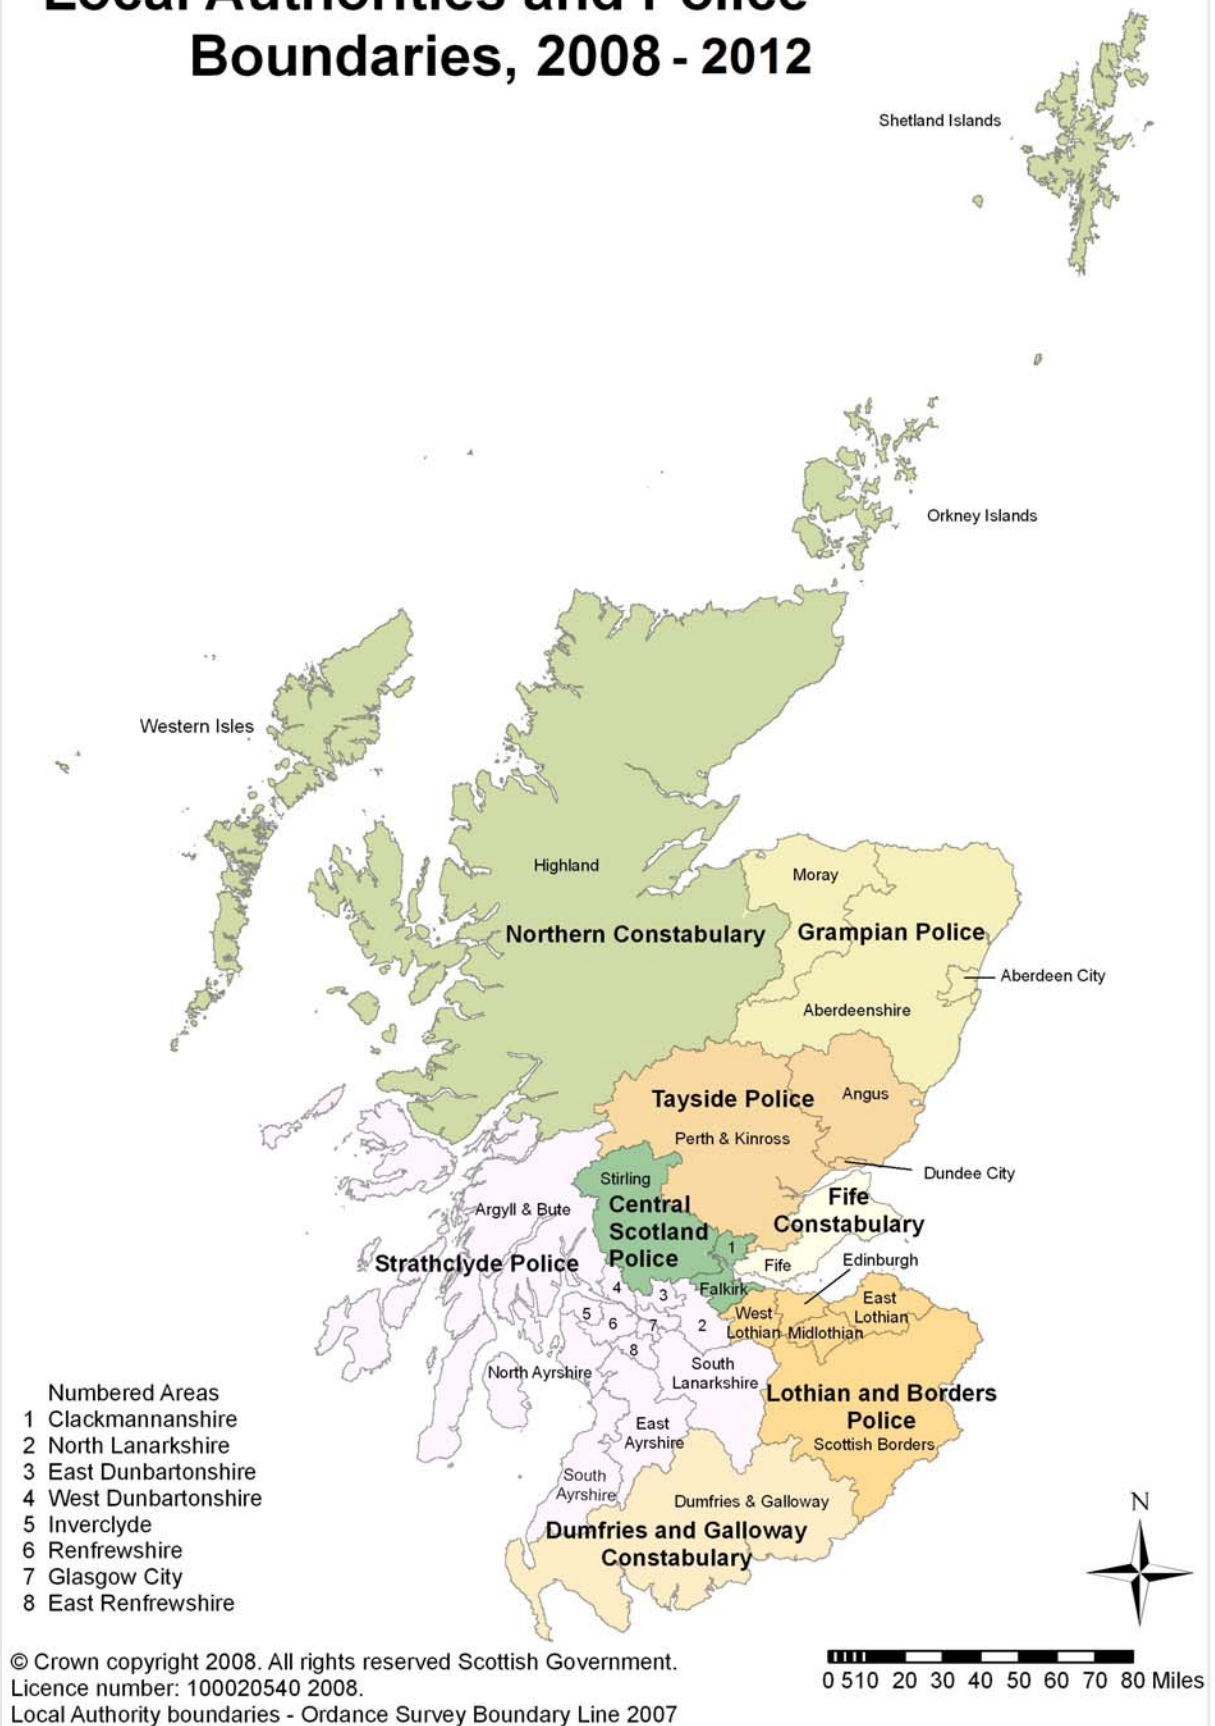 Local Authorities and Police
Boundaries, 2008 - 2012
Shetland Islands
Orkney Islands
Western Isles
Highland
Northern Constabulary
Moray
Grampian Police
Aberdeen City
Aberdeenshire
Tayside Police
Angus
Perth & Kinross
Dundee City
Stirling
Central
Scotland
Police
Fife
Constabulary
Argyll & Bute
Strathclyde Police
1
Fife
Edinburgh
4
3
Falkirk
East
Lothian
West
Lothian
Midlothian
5
6
7
2
8
North Ayrshire
South
Lanarkshire
Lothian and Borders
Police
Scottish Borders
East
Ayrshire
South
Ayrshire
Dumfries & Galloway
Dumfries and Galloway
Constabulary
Numbered Areas
1 Clackmannanshire
2 North Lanarkshire
3 East Dunbartonshire
4 West Dunbartonshire
5 Inverclyde
6 Renfrewshire
7 Glasgow City
8 East Renfrewshire
N
0 510 20 30 40 50 60 70 80 Miles
© Crown copyright 2008. All rights reserved Scottish Government.
Licence number: 100020540 2008.
Local Authority boundaries - Ordance Survey Boundary Line 2007